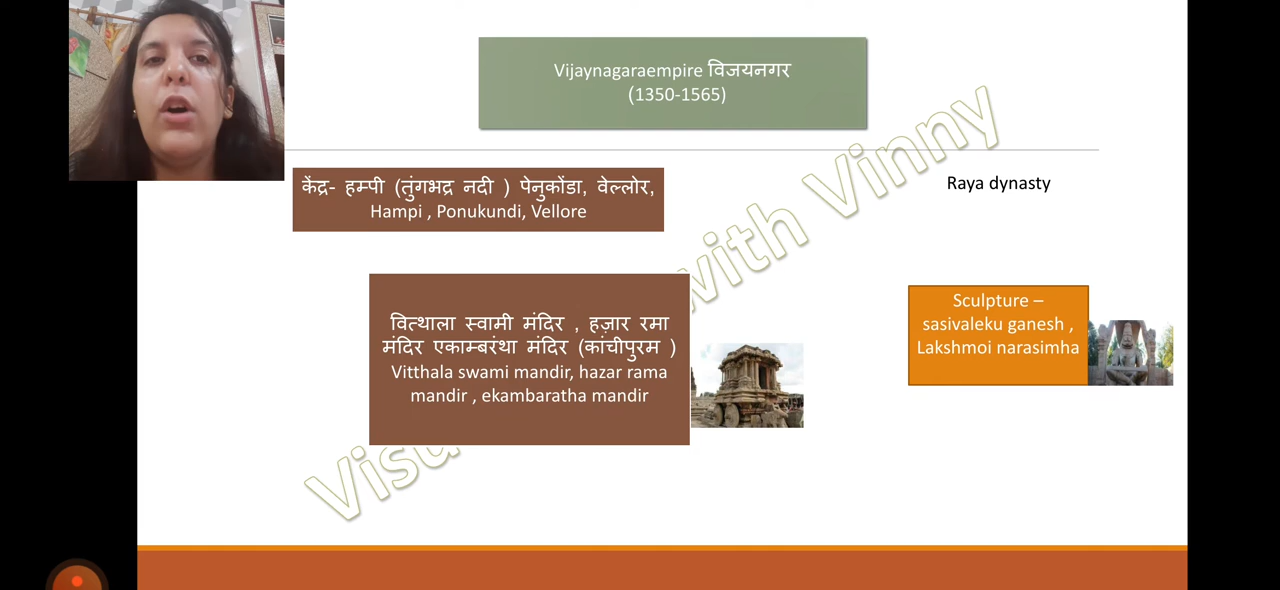 Vijaynagaraempire विजयनगर
(1350-1565)
केंद्र- हम्पी (तुंगभद्र नदी ) पेनुकोंडा, वेल्लोर,
Hampi , Ponukundi, Vellore
Raya dynasty
वित्थाला स्वामी मंदिर , हज़ार रमा
मंदिर एकाम्बरंथा मंदिर (कांचीपुरम )
Vitthala swami mandir, hazar rama
mandir , ekambaratha mandir
Sculpture –
sasivaleku ganesh ,
Lakshmoi narasimha
with Vinny